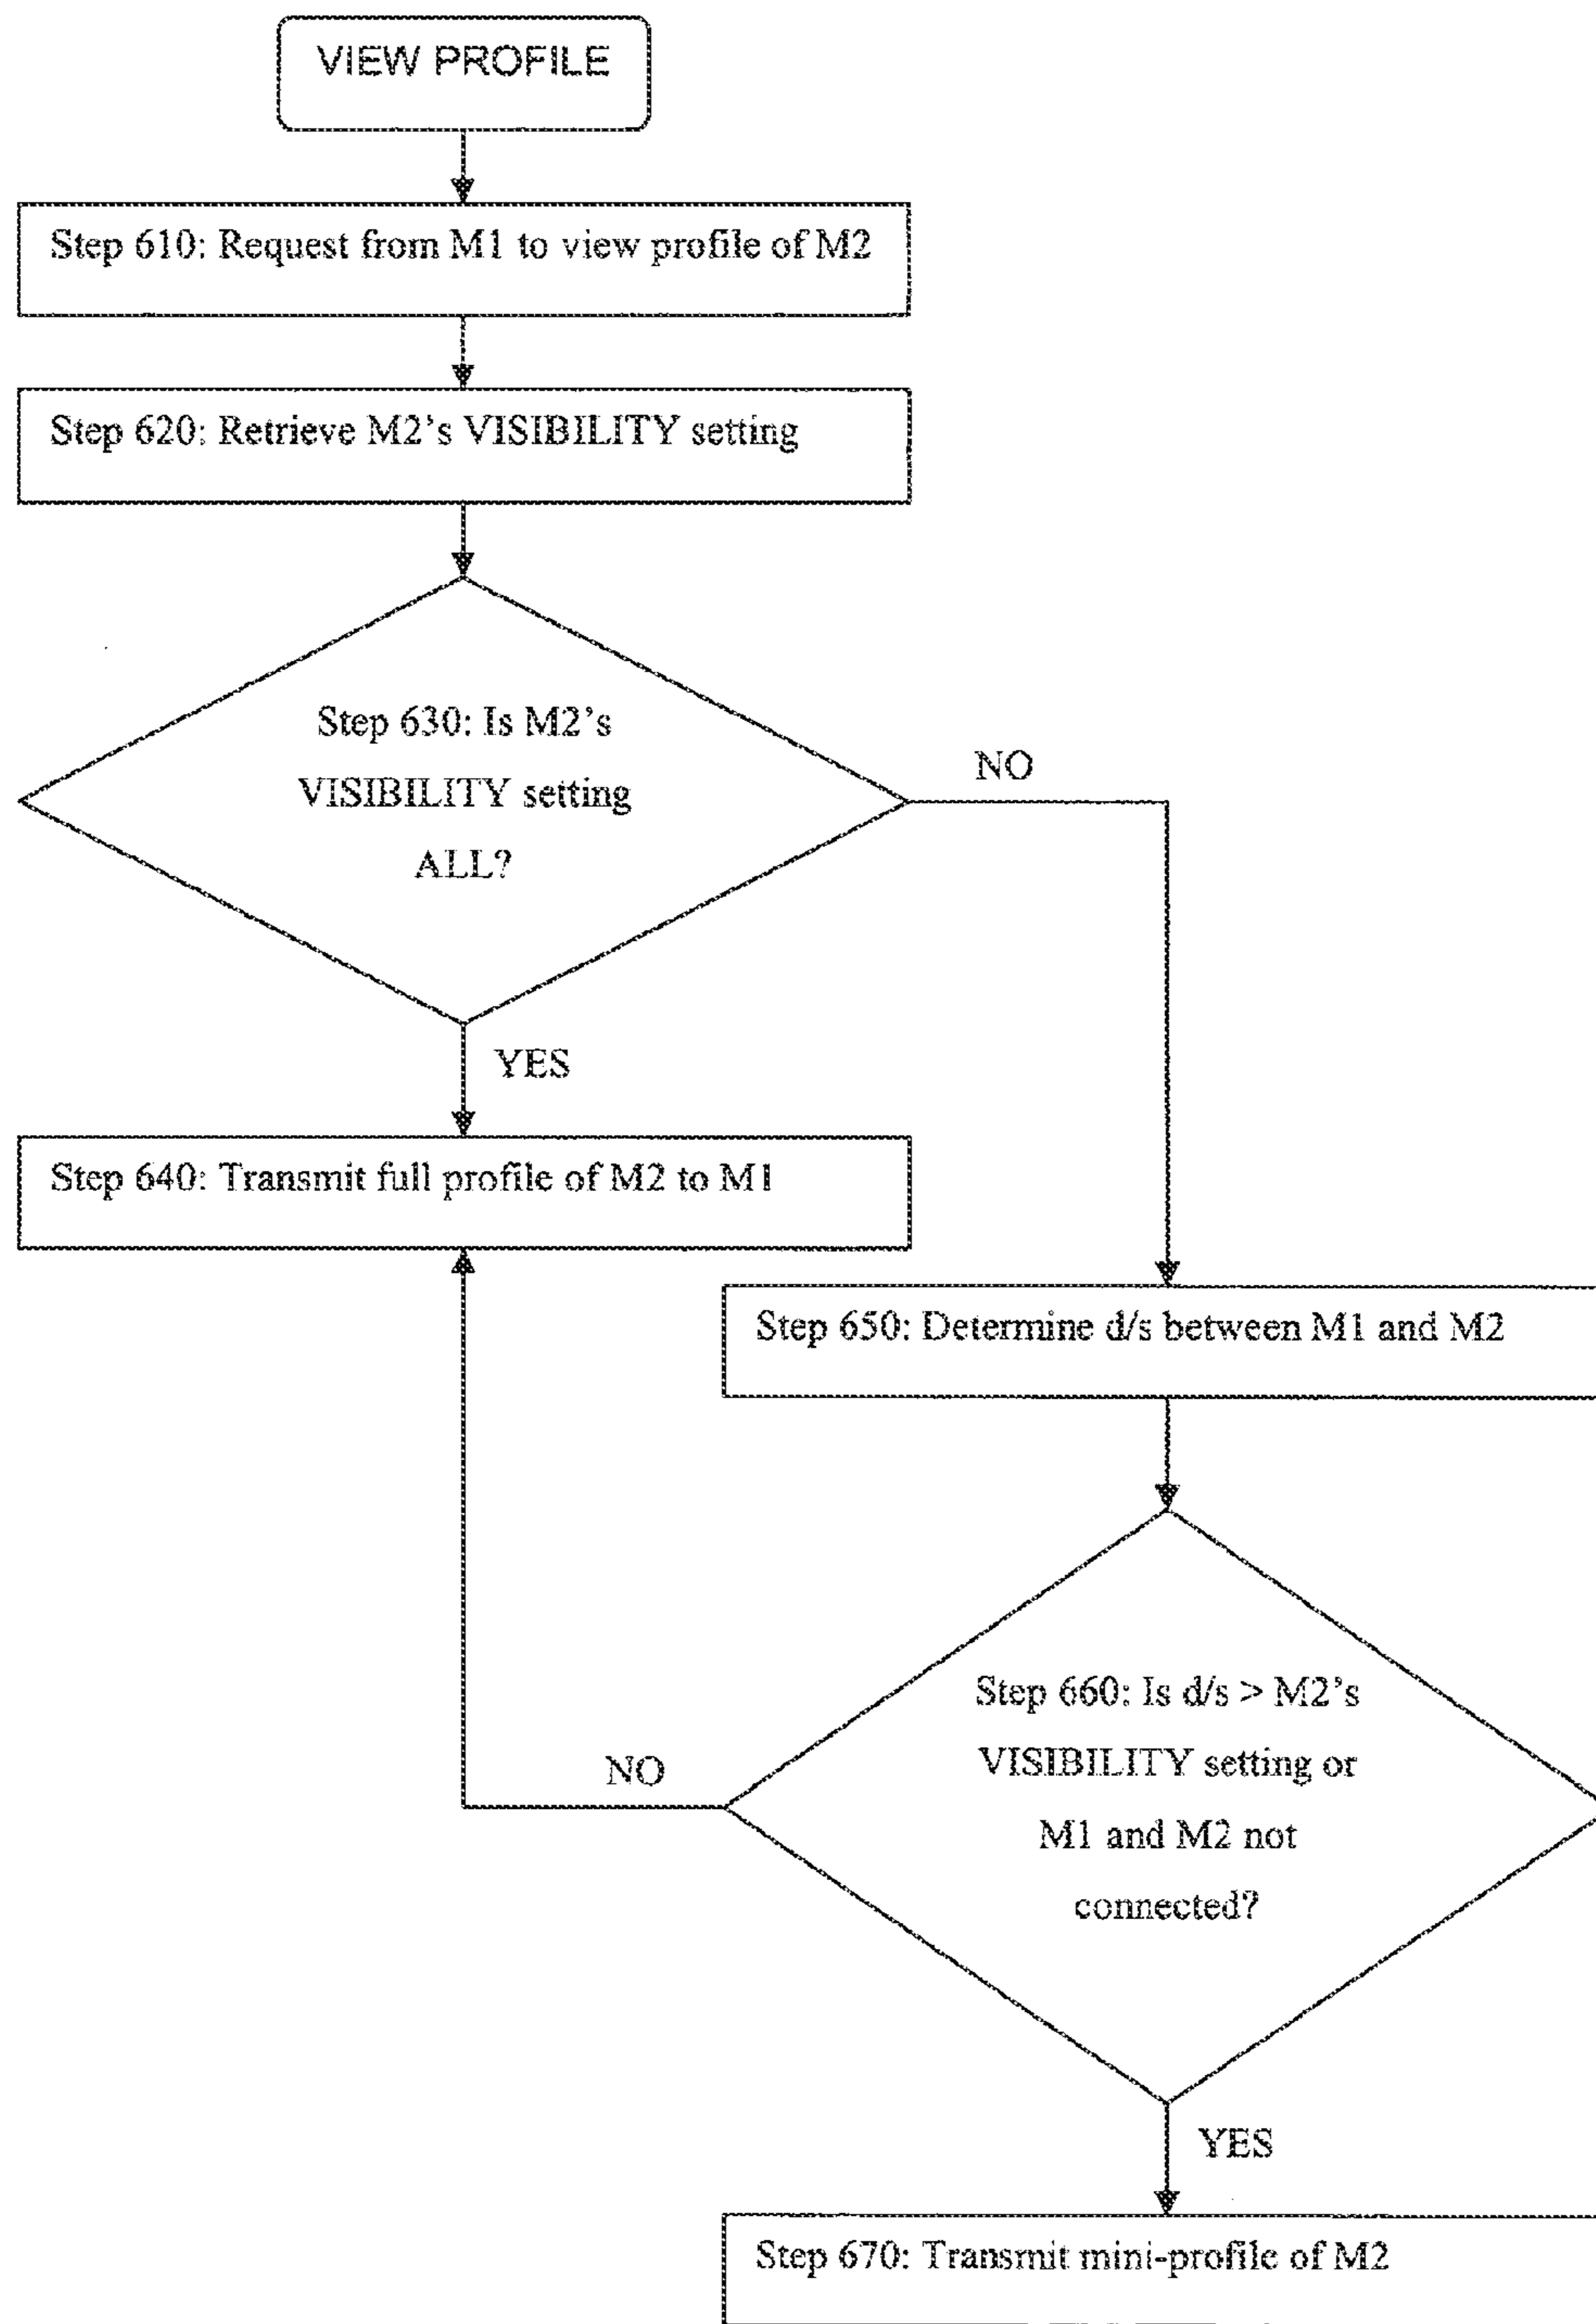 VIEW PROFILE
Step 610: Request from M1 to view profile of M2
Step 620: Retrieve M2's VISIBILITY setting
Step 630: Is M2's
VISIBILITY setting
ALL?
NO
YES
Step 640: Transmit full profile of M2 to M1
Step 650: Determine d/s between M1 and M2
Step 660: Is d/s > M2's
VISIBILITY setting or
M1 and M2 not
connected?
NO
YES
Step 670: Transmit mini-profile of M2